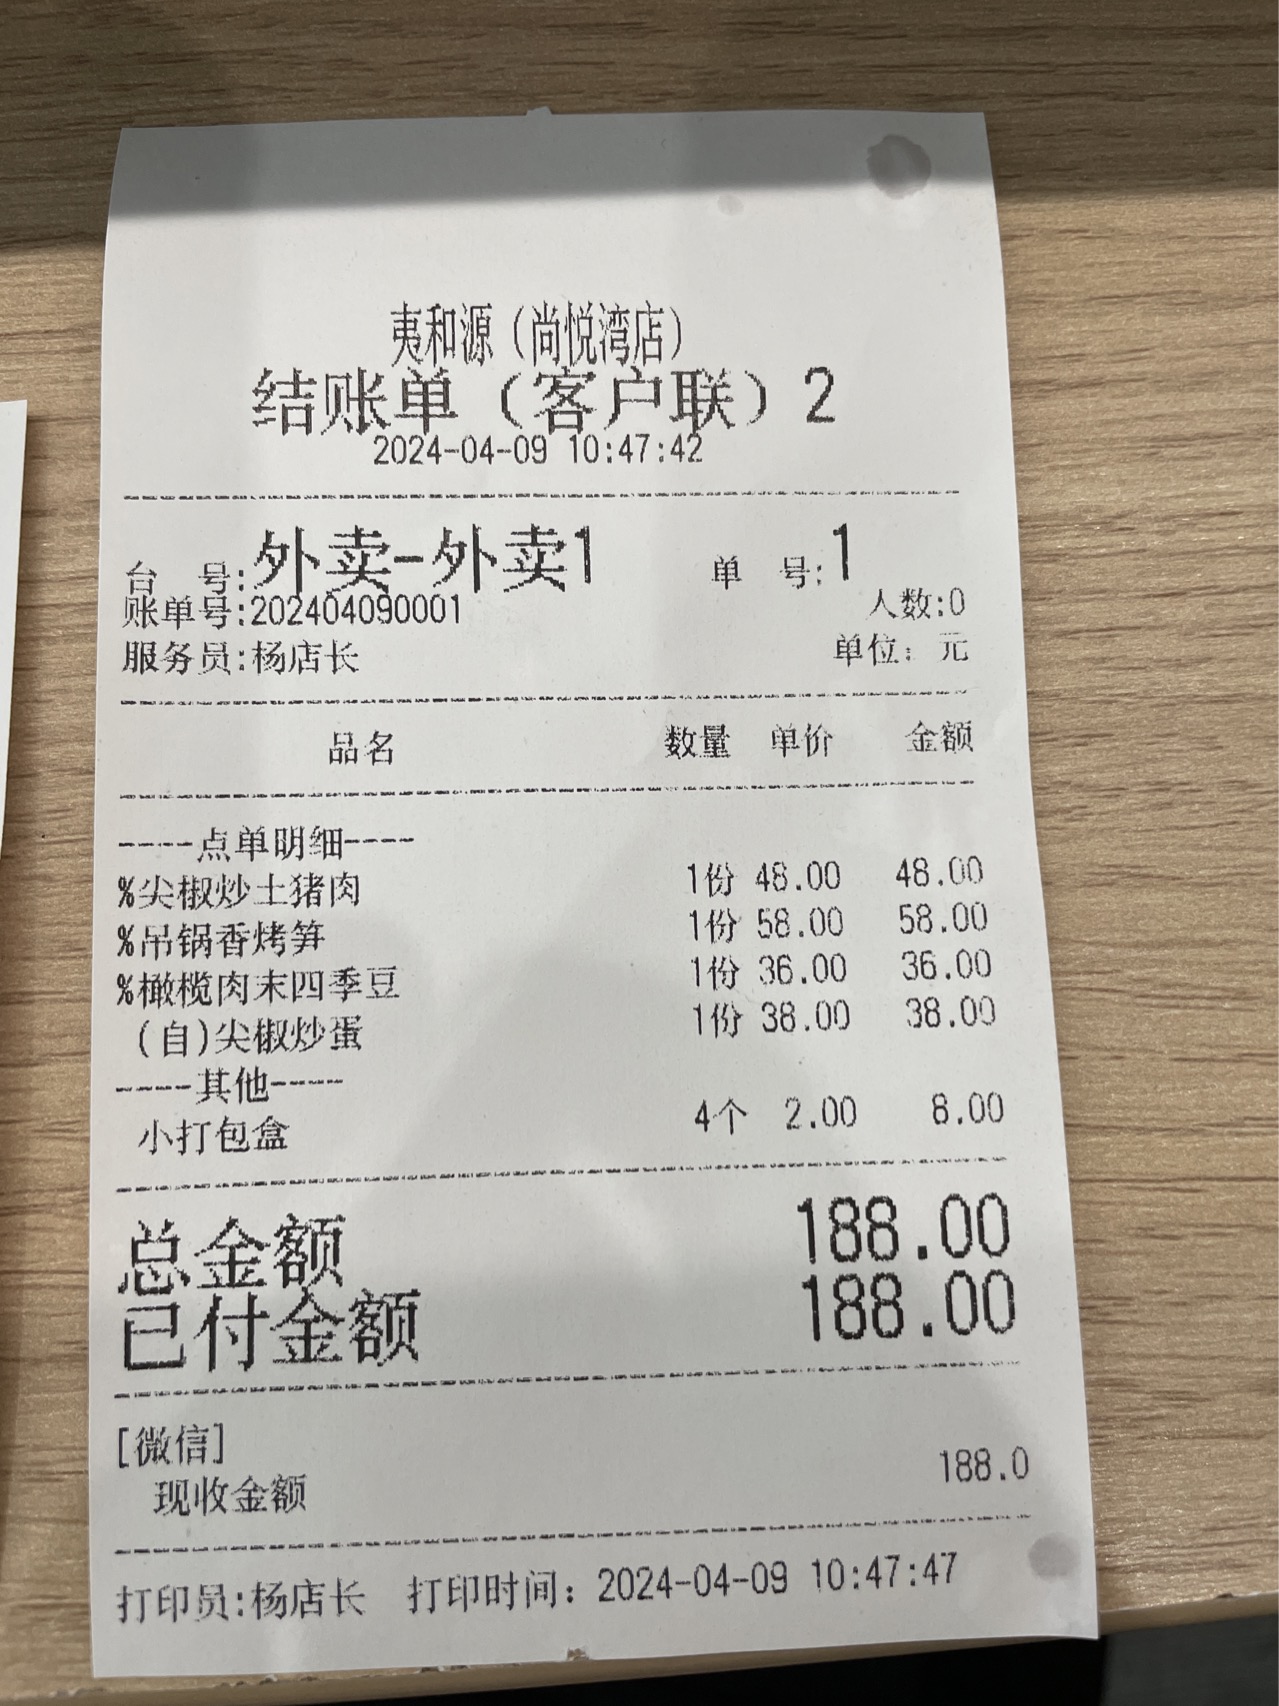 夷和源（尚悦湾店）
结账单（客户联）2
2024-04-09 10:47:42
台 号:外卖-外卖1 单 号:1
账单号:202404090001 人数:0
服务员:杨店长 单位：元
品名 数量 单价 金额
----点单明细----
%尖椒炒土猪肉 1份 48.00 48.00
%吊锅香烤笋 1份 58.00 58.00
%橄榄肉末四季豆 1份 36.00 36.00
(自)尖椒炒蛋 1份 38.00 38.00
----其他----
小打包盒 4个 2.00 8.00
总金额 188.00
已付金额 188.00
[微信]
现收金额 188.0
打印员:杨店长 打印时间：2024-04-09 10:47:47